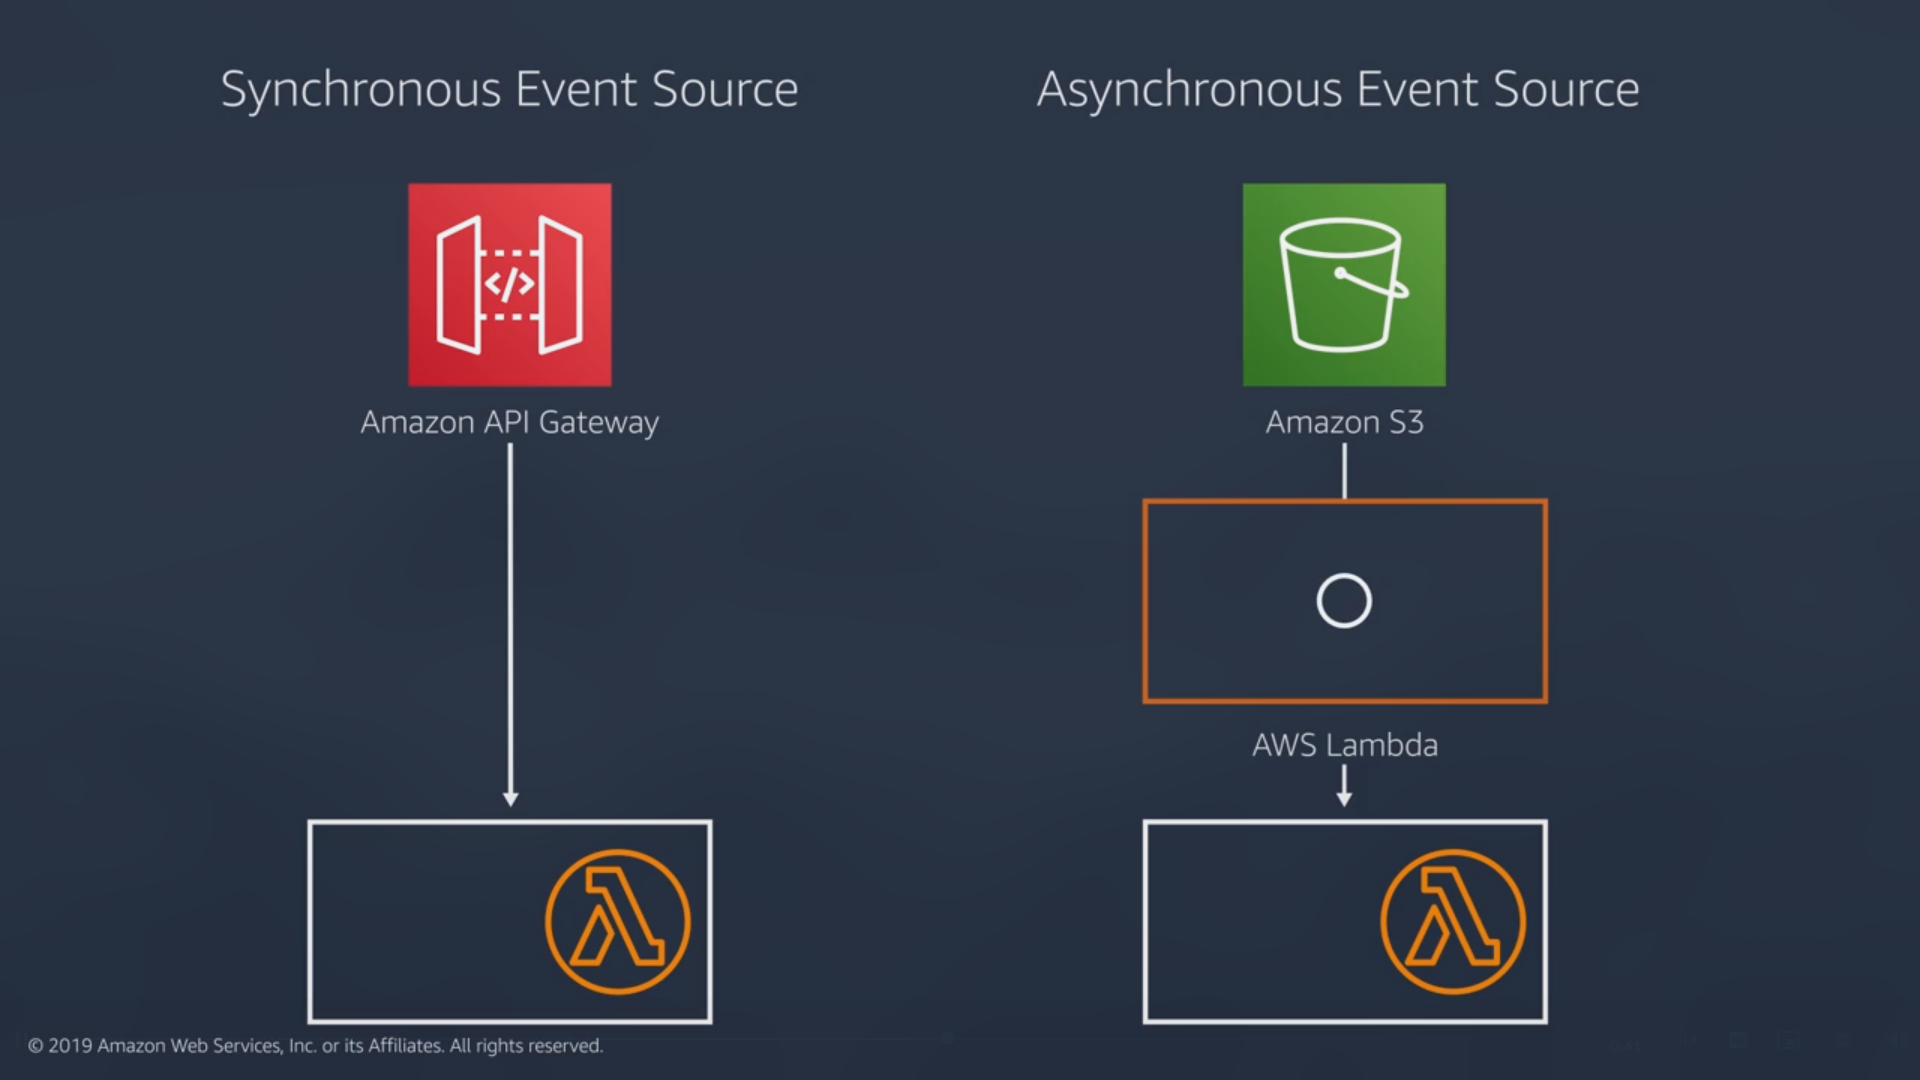 Synchronous Event Source
Asynchronous Event Source
</>
Amazon API Gateway
Amazon S3
AWS Lambda
© 2019 Amazon Web Services, Inc. or its Affiliates. All rights reserved.